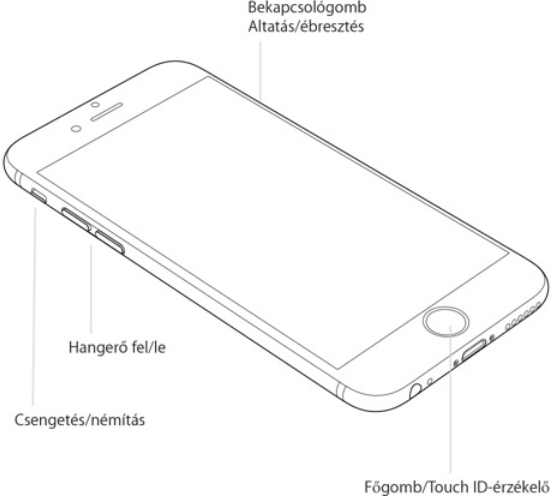 Bekapcsológomb
Altatás/ébresztés
Hangerő fel/le
Csengetés/némítás
Főgomb/Touch ID-érzékelő